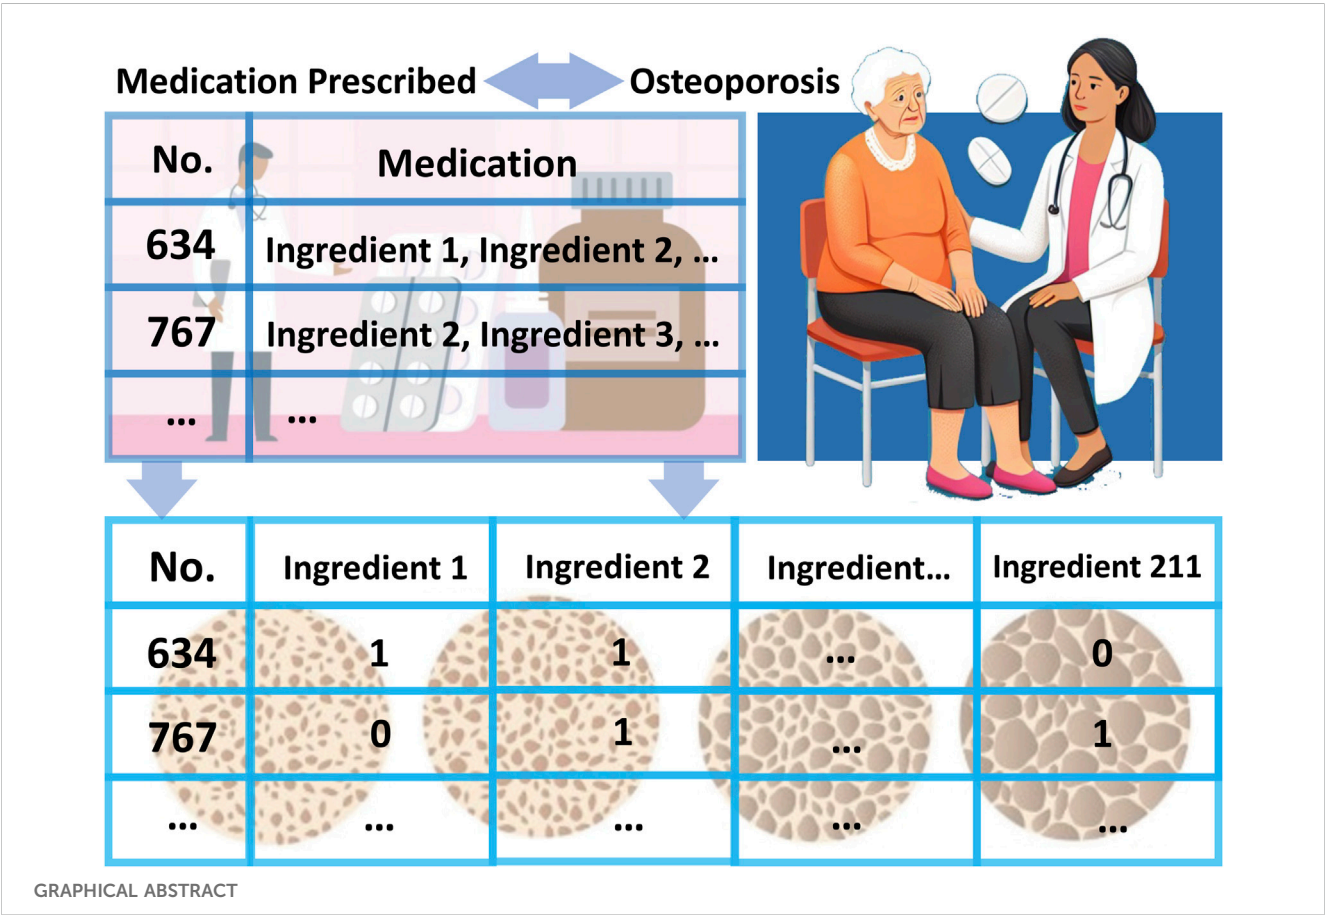 Medication Prescribed Osteoporosis
No. Medication
634 Ingredient 1, Ingredient 2, ...
767 Ingredient 2, Ingredient 3, ...
... ...
No. Ingredient 1 Ingredient 2 Ingredient... Ingredient 211
634 1 1 ... 0
767 0 1 ... 1
... ... ... ... ...
GRAPHICAL ABSTRACT